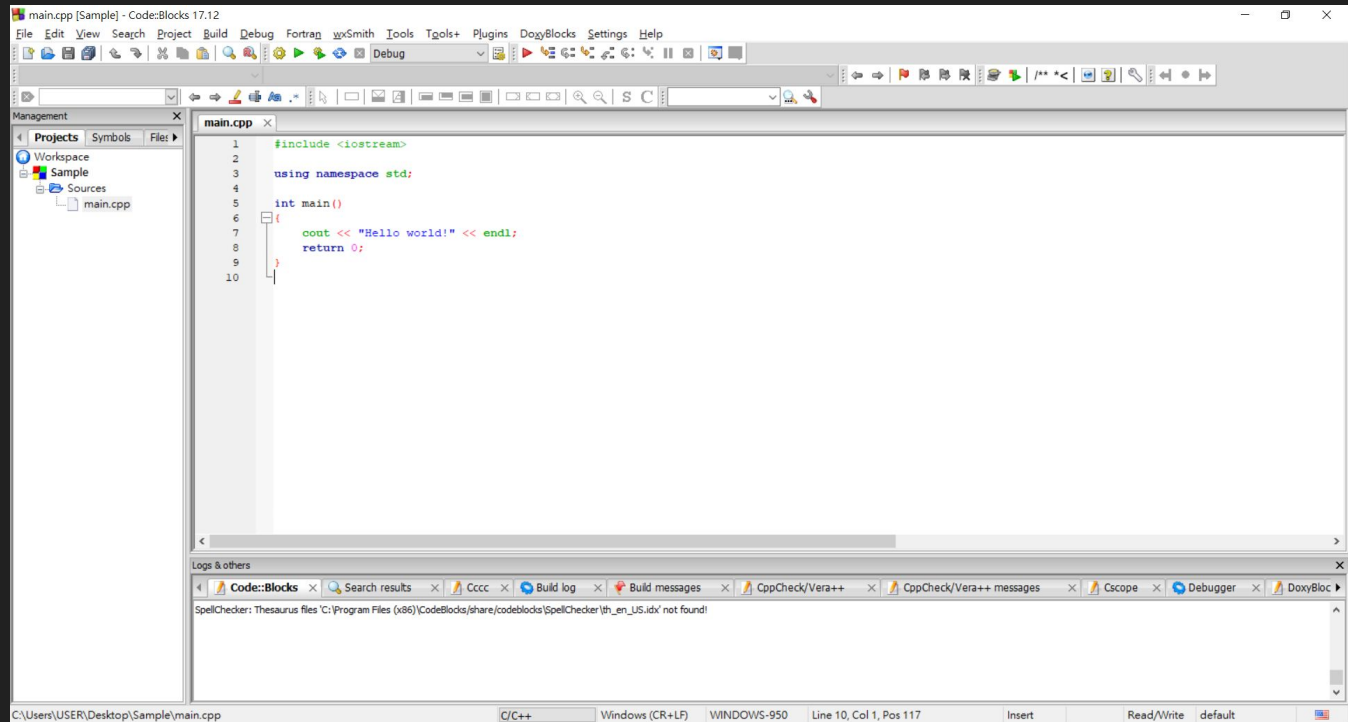 main.cpp [Sample] - Code::Blocks 17.12
File Edit View Search Project Build Debug Fortran wxSmith Tools Tools+ Plugins DoxyBlocks Settings Help
Debug
/** *<
S C
Management
main.cpp
Projects Symbols Files
Workspace
Sample
Sources
main.cpp
1 #include <iostream>
2
3 using namespace std;
4
5 int main()
6 {
7 cout << "Hello world!" << endl;
8 return 0;
9 }
10
Logs & others
Code::Blocks Search results Cccc Build log Build messages CppCheck/Vera++ CppCheck/Vera++ messages Cscope Debugger DoxyBloc
SpellChecker: Thesaurus files 'C:\Program Files (x86)\CodeBlocks/share/codeblocks\SpellChecker\th_en_US.idx' not found!
C:\Users\USER\Desktop\Sample\main.cpp C/C++ Windows (CR+LF) WINDOWS-950 Line 10, Col 1, Pos 117 Insert Read/Write default